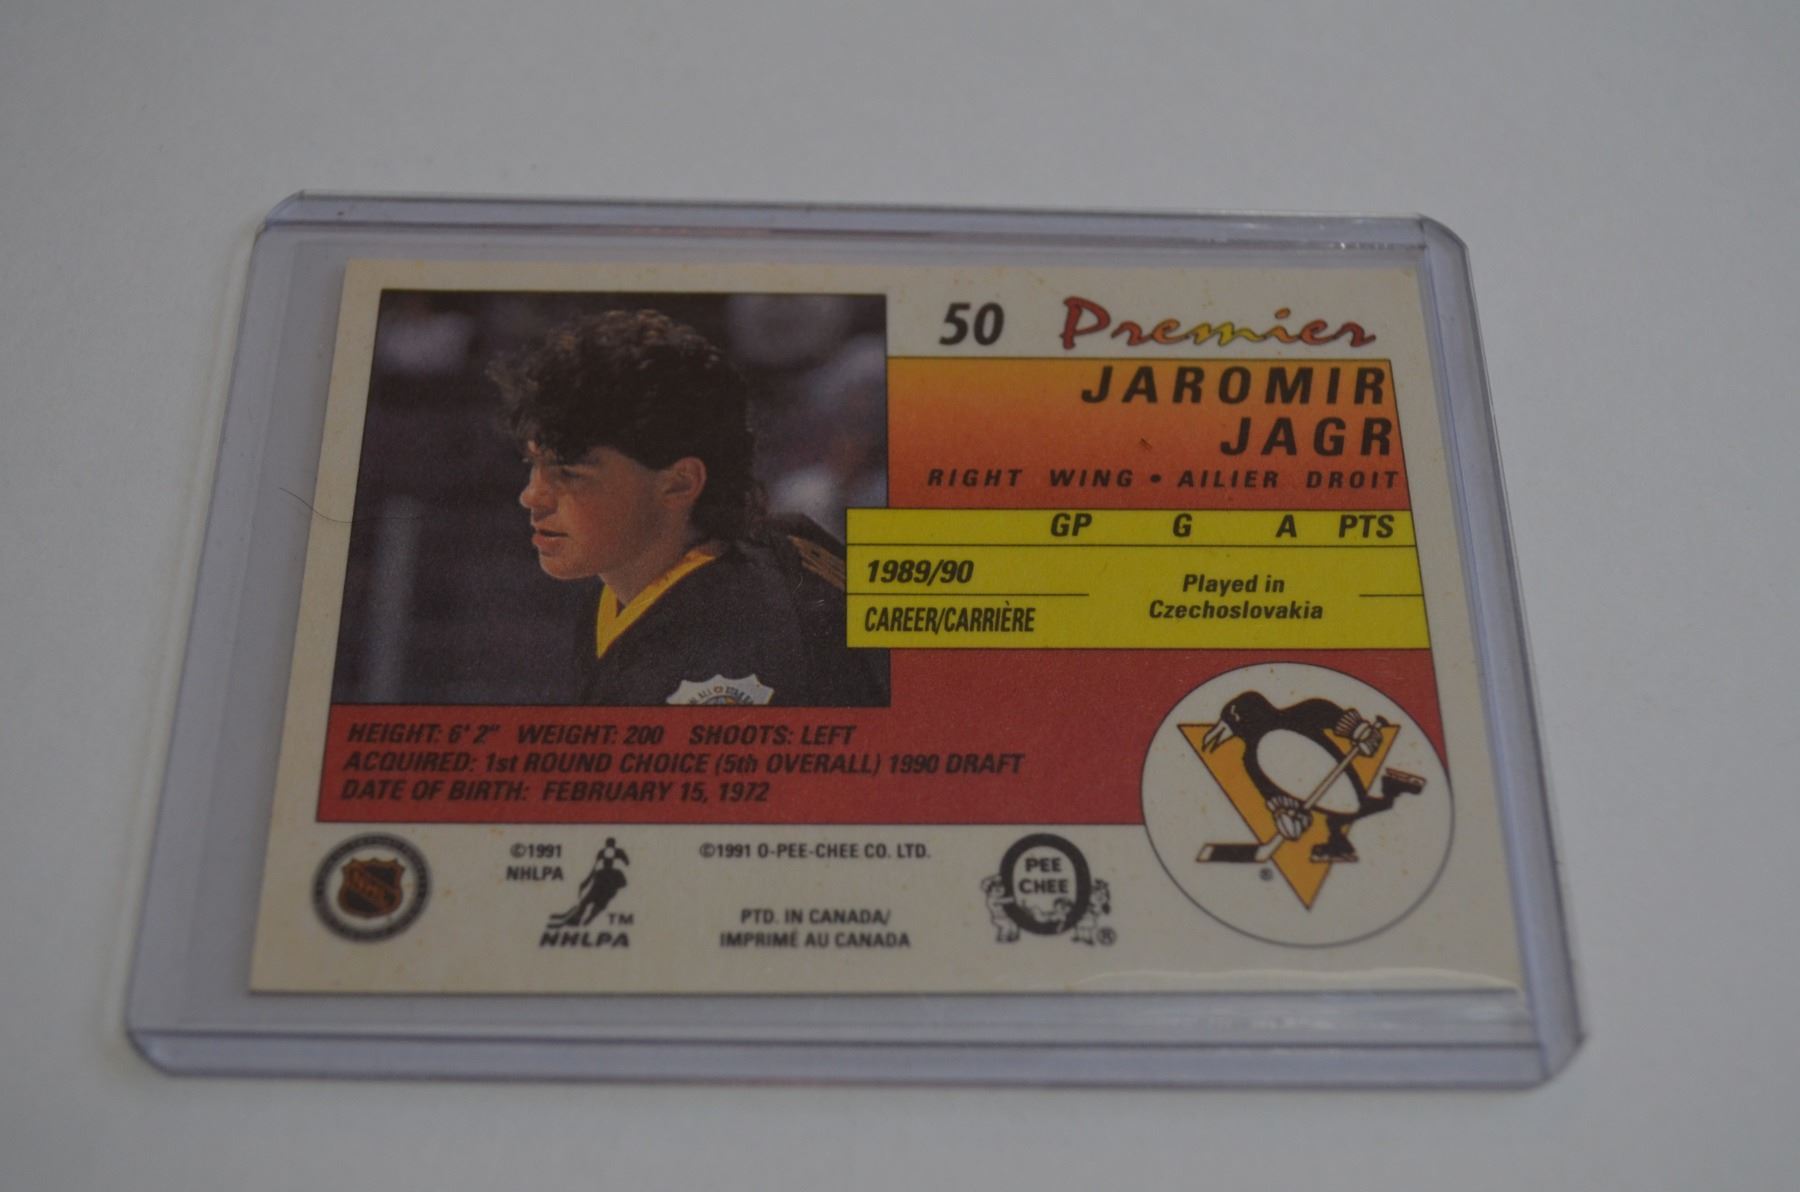 50 Premier
JAROMIR
JAGR
RIGHT WING • AILIER DROIT
GP G A PTS
1989/90
Played in
Czechoslovakia
CAREER/CARRIÈRE
HEIGHT: 6' 2" WEIGHT: 200 SHOOTS: LEFT
ACQUIRED: 1st ROUND CHOICE (5th OVERALL) 1990 DRAFT
DATE OF BIRTH: FEBRUARY 15, 1972
NHL
©1991
NHLPA
TM
NHLPA
©1991 O-PEE-CHEE CO. LTD.
PTD. IN CANADA/
IMPRIMÉ AU CANADA
O
PEE
CHEE
®
®